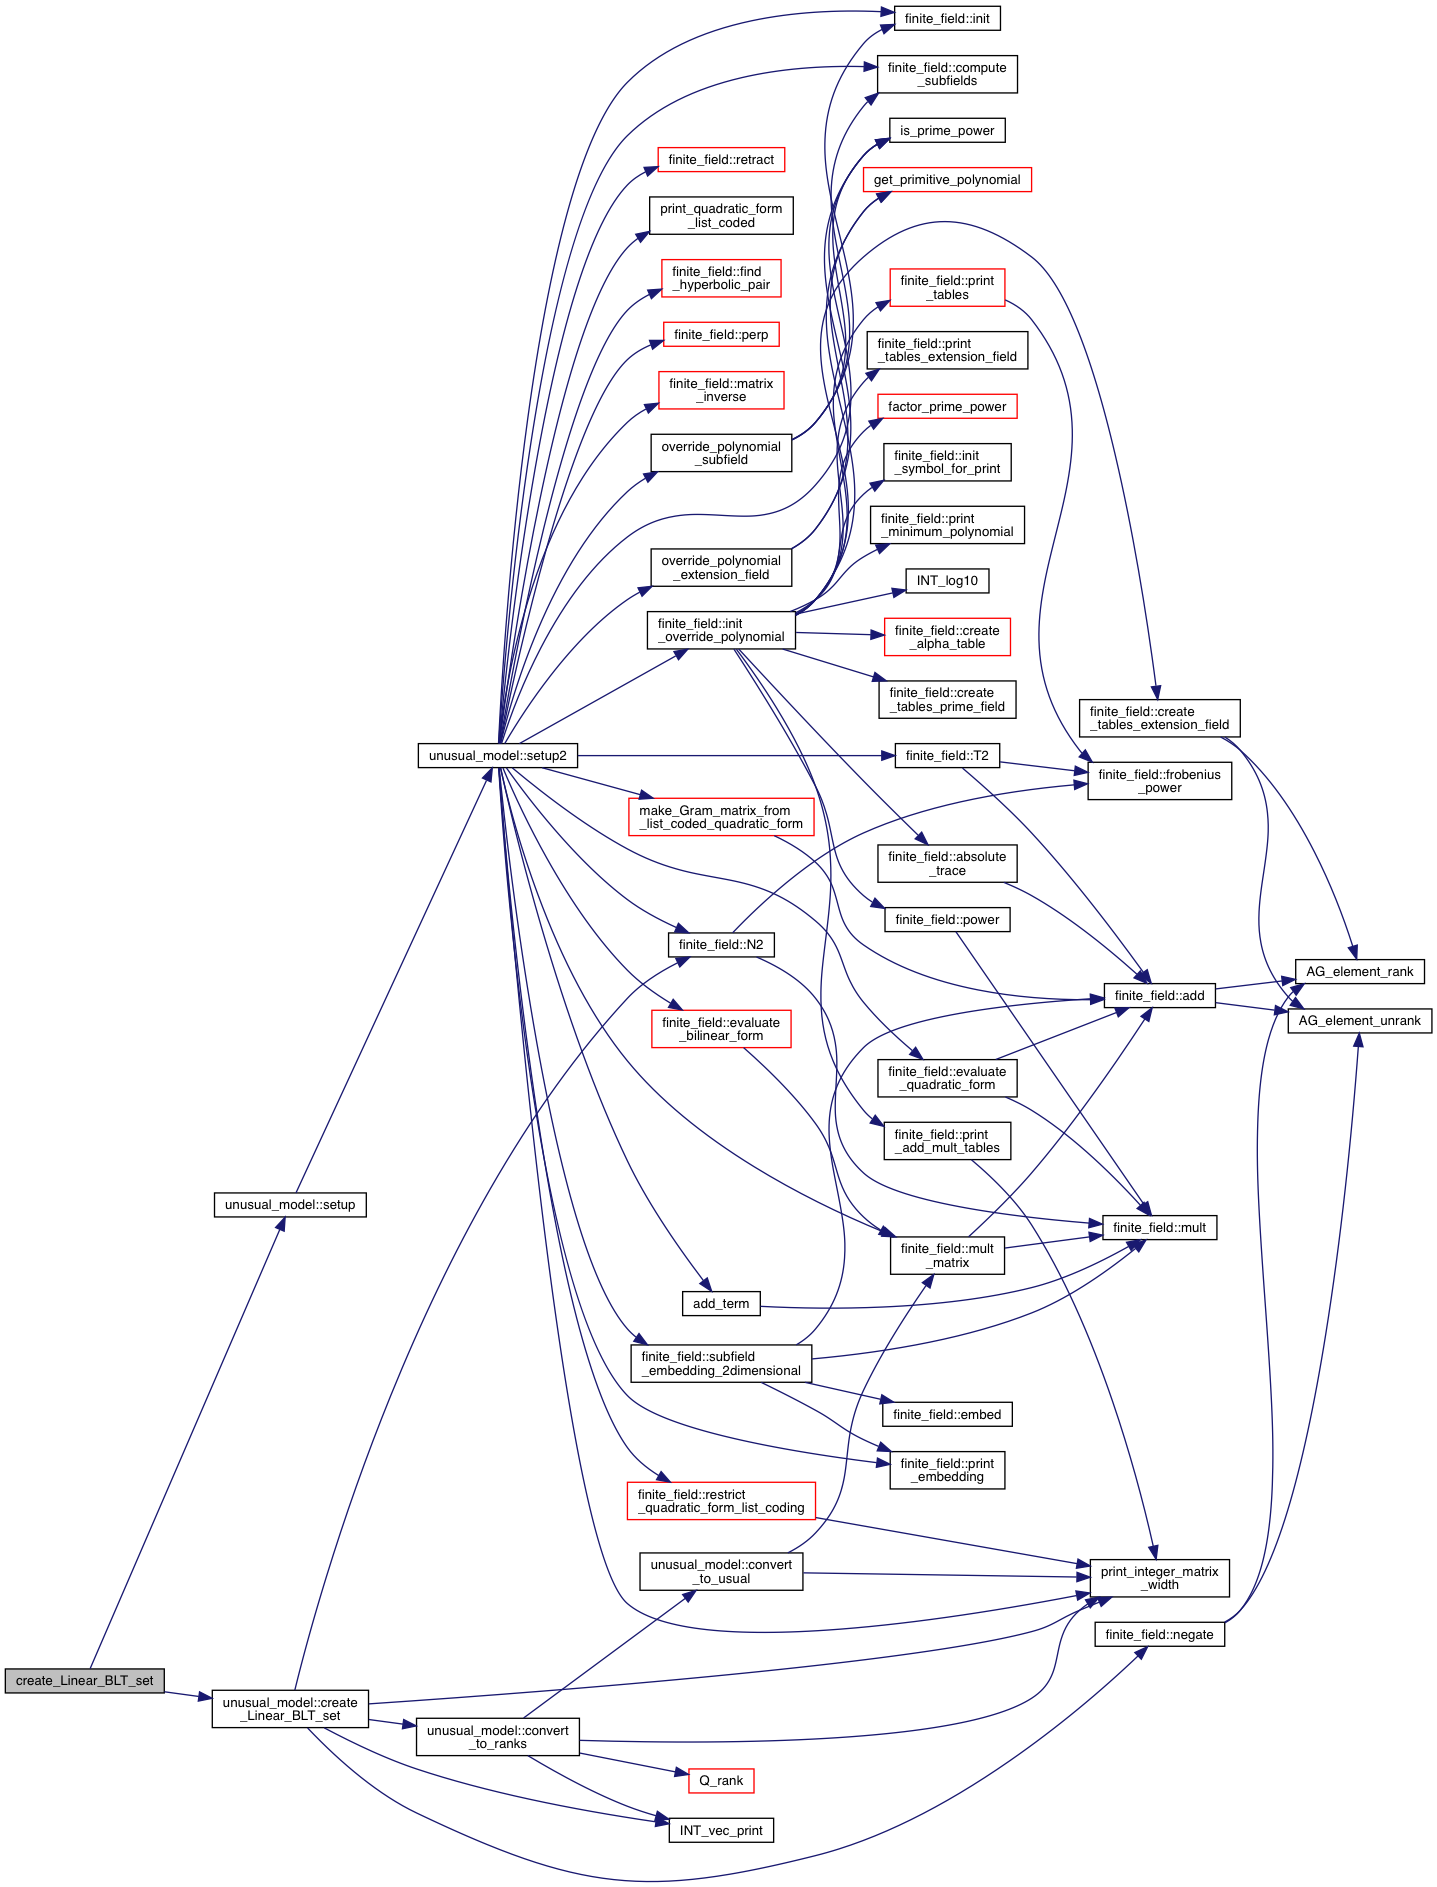 finite_field::init
finite_field::compute
_subfields
is_prime_power
finite_field::retract
get_primitive_polynomial
print_quadratic_form
_list_coded
finite_field::find
_hyperbolic_pair
finite_field::print
_tables
finite_field::perp
finite_field::print
_tables_extension_field
finite_field::matrix
_inverse
factor_prime_power
override_polynomial
_subfield
finite_field::init
_symbol_for_print
finite_field::print
_minimum_polynomial
override_polynomial
_extension_field
INT_log10
finite_field::init
_override_polynomial
finite_field::create
_alpha_table
finite_field::create
_tables_prime_field
finite_field::create
_tables_extension_field
unusual_model::setup2
finite_field::T2
finite_field::frobenius
_power
make_Gram_matrix_from
_list_coded_quadratic_form
finite_field::absolute
_trace
finite_field::power
finite_field::N2
AG_element_rank
finite_field::add
AG_element_unrank
finite_field::evaluate
_bilinear_form
finite_field::evaluate
_quadratic_form
finite_field::print
_add_mult_tables
unusual_model::setup
finite_field::mult
finite_field::mult
_matrix
add_term
finite_field::subfield
_embedding_2dimensional
finite_field::embed
finite_field::print
_embedding
finite_field::restrict
_quadratic_form_list_coding
unusual_model::convert
_to_usual
print_integer_matrix
_width
finite_field::negate
create_Linear_BLT_set
unusual_model::create
_Linear_BLT_set
unusual_model::convert
_to_ranks
Q_rank
INT_vec_print